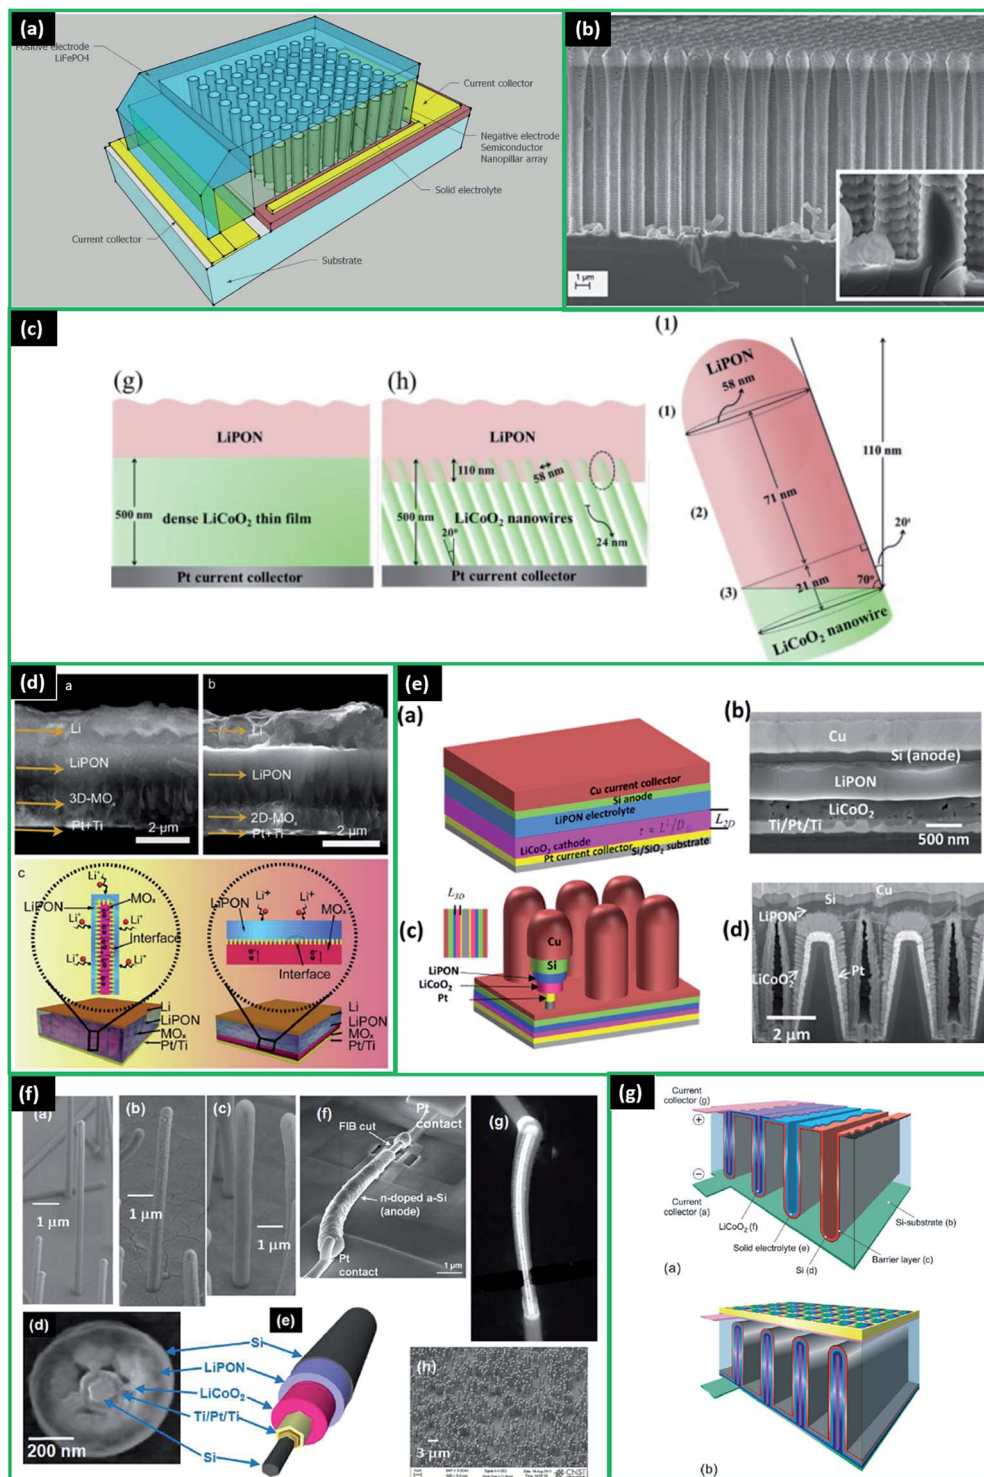 (a)
Positive electrode
LiFePO4
Current collector
Negative electrode
Semiconductor
Nanopillar array
Solid electrolyte
Current collector
Substrate
(b)
1 µm
(c)
(g)
LiPON
500 nm
dense LiCoO₂ thin film
Pt current collector
(h)
LiPON
110 nm
58 nm
500 nm
LiCoO₂ nanowires
20°
24 nm
Pt current collector
(1)
LiPON
58 nm
(1)
110 nm
71 nm
(2)
20°
21 nm
70°
(3)
LiCoO₂ nanowire
(d)
a
Li
LiPON
3D-MOₓ
Pt+Ti
2 µm
b
Li
LiPON
2D-MOₓ
Pt+Ti
2 µm
c
Li⁺
LiPON
MOₓ
Li⁺
Li⁺
Interface
Li⁺
Li⁺
Li
LiPON
MOₓ
Pt/Ti
Li⁺
Li⁺
LiPON
MOₓ
Interface
Li
LiPON
MOₓ
Pt/Ti
(e)
(a)
Cu current collector
Si anode
LiPON electrolyte
LiCoO₂ cathode
Pt current collector
Si/SiO₂ substrate
L2D
(b)
Cu
Si (anode)
LiPON
LiCoO₂
Ti/Pt/Ti
500 nm
(c)
L3D
Cu
Si
LiPON
LiCoO₂
Pt
(d)
Cu
Si
LiPON
LiCoO₂
Pt
2 µm
(f)
(a)
1 µm
(b)
1 µm
(c)
1 µm
(f)
Pt
contact
FIB cut
n-doped a-Si
(anode)
Pt
contact
1 µm
(g)
(d)
200 nm
(e)
Si
LiPON
LiCoO₂
Ti/Pt/Ti
Si
(h)
3 µm
CNST
(g)
Current
collector (g)
+
−
Current
collector (a)
LiCoO₂ (f)
Solid electrolyte (e)
Si (d)
Si-substrate (b)
Barrier layer (c)
(a)
(b)